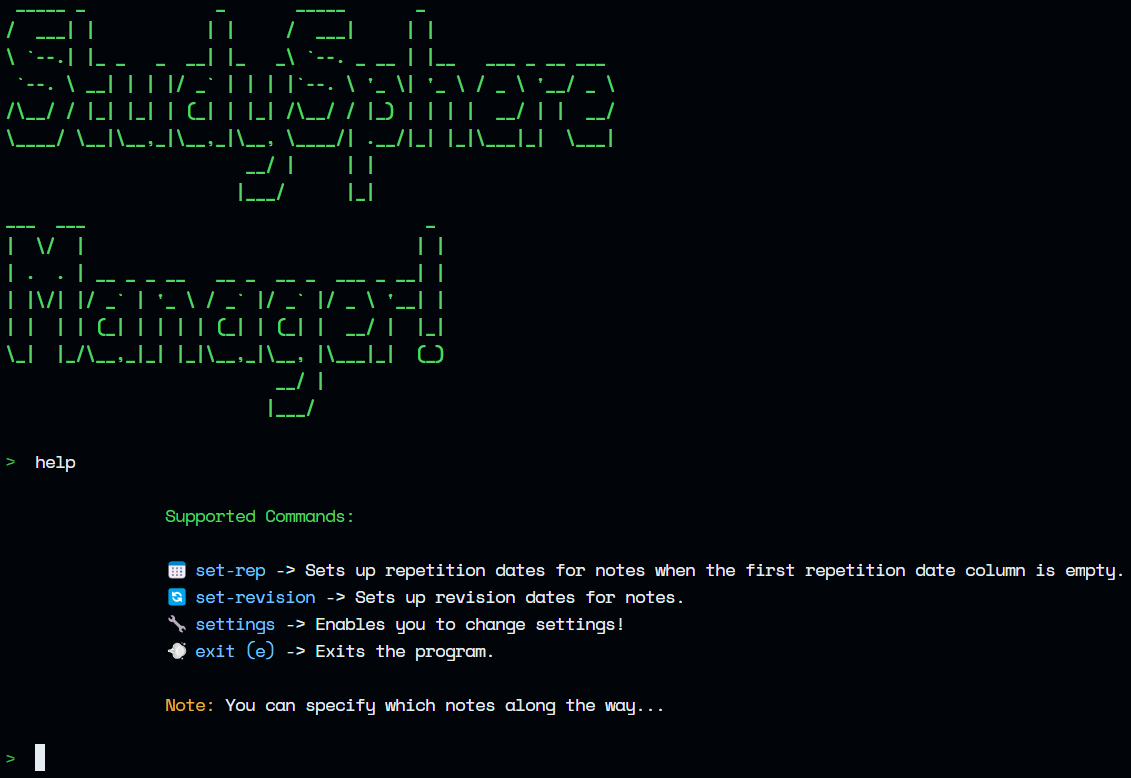 StudySphere
Manager!
> help
Supported Commands:
📅 set-rep -> Sets up repetition dates for notes when the first repetition date column is empty.
🔄 set-revision -> Sets up revision dates for notes.
🔧 settings -> Enables you to change settings!
💨 exit (e) -> Exits the program.
Note: You can specify which notes along the way...
>